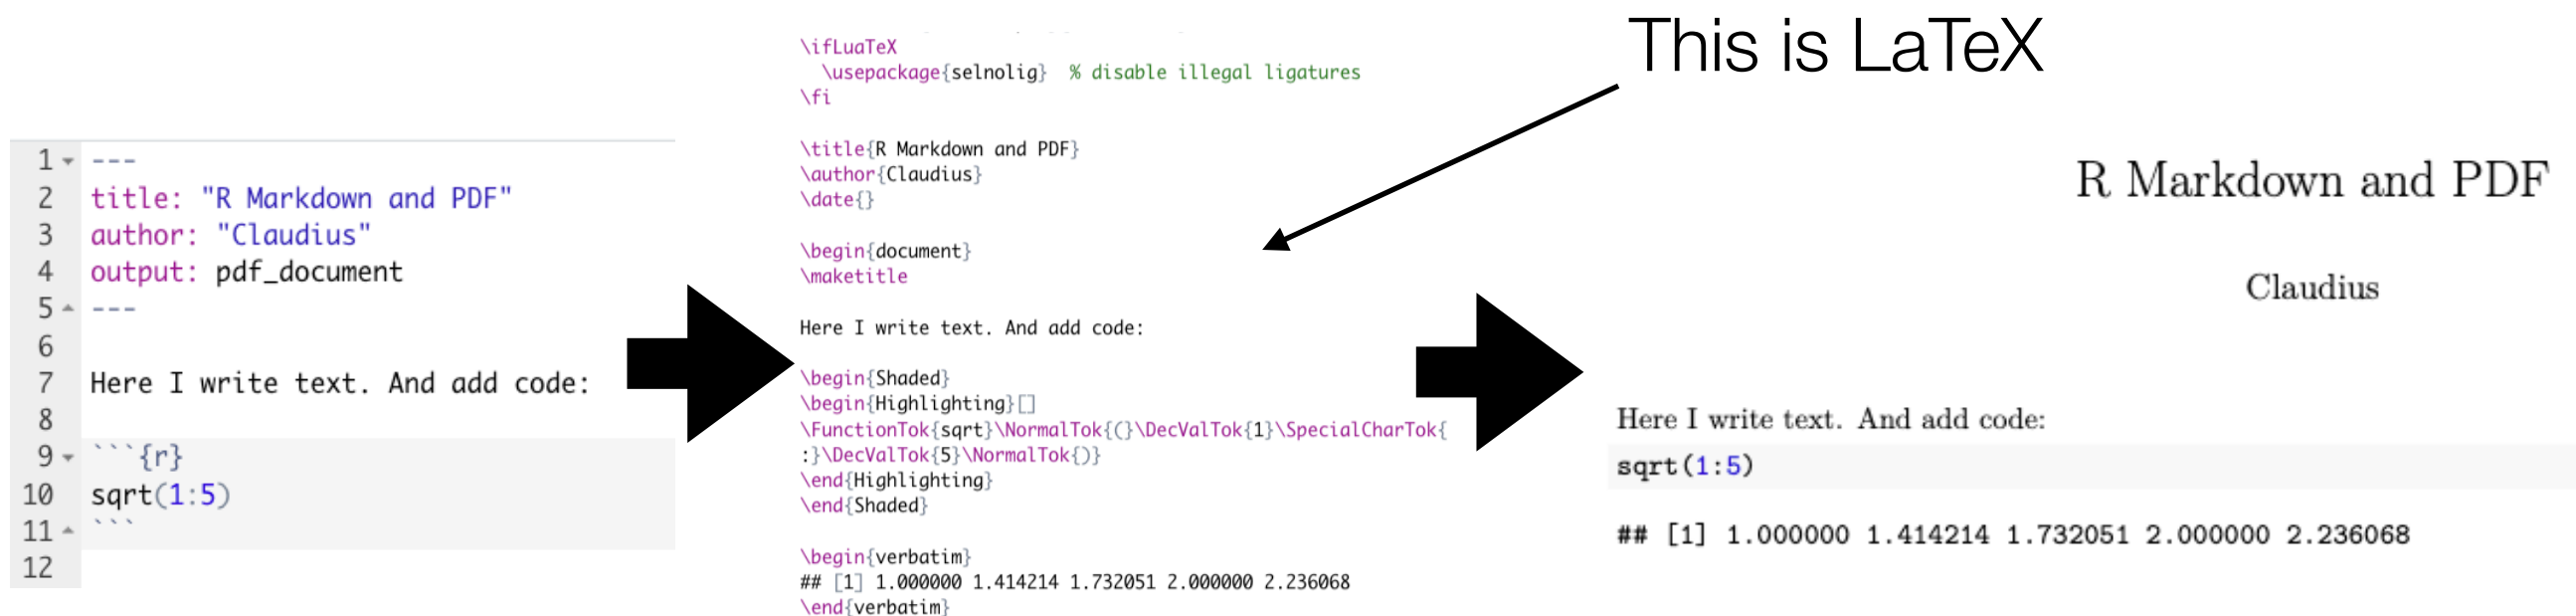 This is LaTeX
1 ---
2 title: "R Markdown and PDF"
3 author: "Claudius"
4 output: pdf_document
5 ---
6
7 Here I write text. And add code:
8
9 ```{r}
10 sqrt(1:5)
11 ```
12
\ifLuaTeX
  \usepackage{selnolig}  % disable illegal ligatures
\fi
\title{R Markdown and PDF}
\author{Claudius}
\date{}
\begin{document}
\maketitle
Here I write text. And add code:
\begin{Shaded}
\begin{Highlighting}[]
\FunctionTok{sqrt}\NormalTok{(}\DecValTok{1}\SpecialCharTok{
:}\DecValTok{5}\NormalTok{)}
\end{Highlighting}
\end{Shaded}
\begin{verbatim}
## [1] 1.000000 1.414214 1.732051 2.000000 2.236068
\end{verbatim}
R Markdown and PDF
Claudius
Here I write text. And add code:
sqrt(1:5)
## [1] 1.000000 1.414214 1.732051 2.000000 2.236068